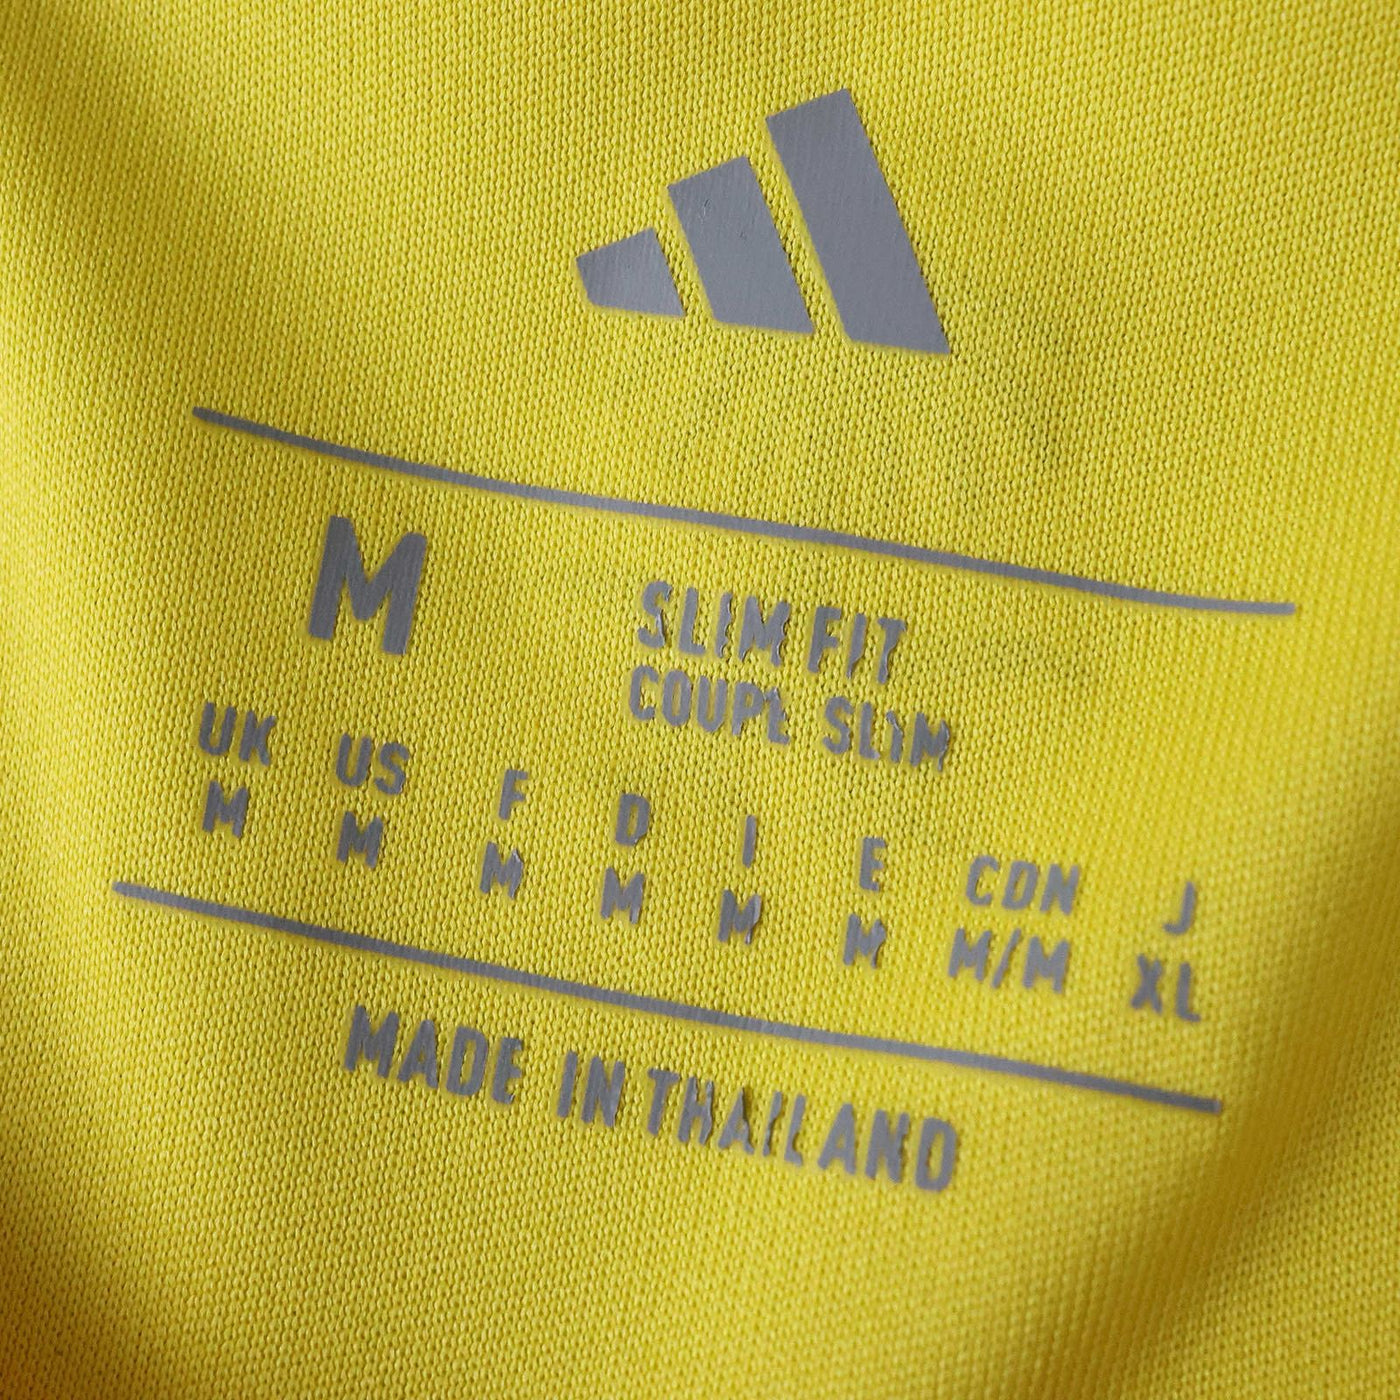 M
SLIM FIT
COUPE SLIM
UK US F D I E CDN J
M M M M M M M/M XL
MADE IN THAILAND